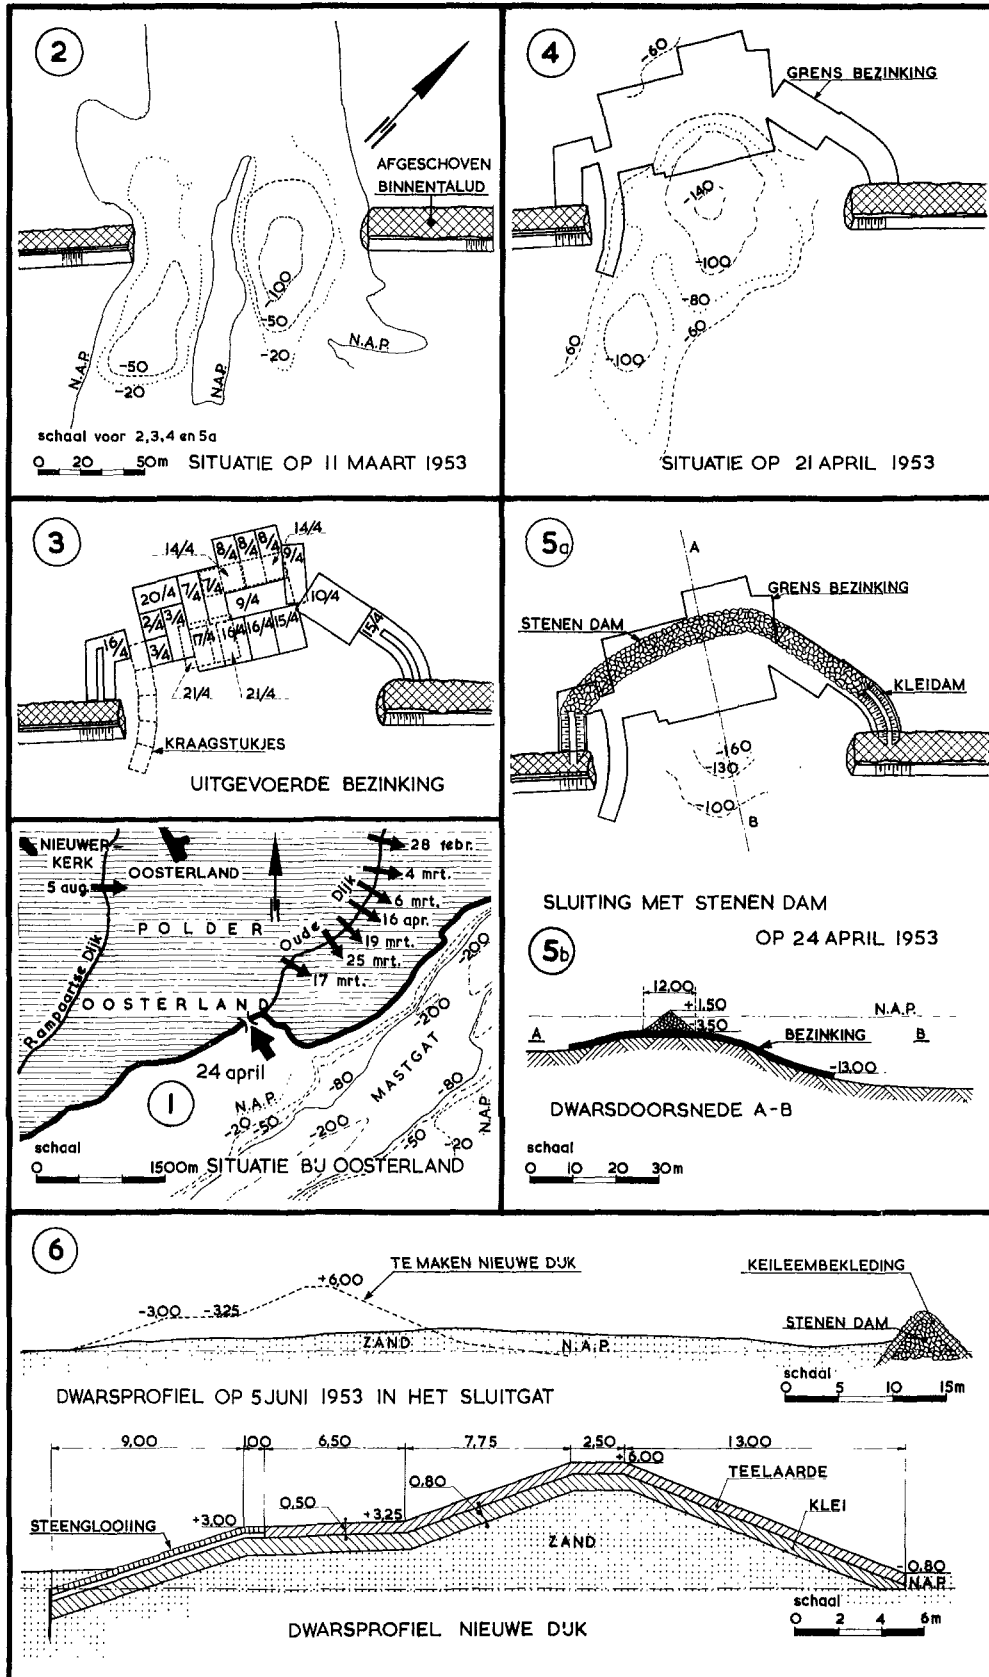 2
AFGESCHOVEN
BINNENTALUD
-100
-50
-20
-50
-20
N.A.P.
N.A.P.
N.A.P.
schaal voor 2,3,4 en 5a
0 20 50m
SITUATIE OP 11 MAART 1953
4
-60
GRENS BEZINKING
-140
-100
-80
-60
-60
-100
SITUATIE OP 21 APRIL 1953
3
14/4
14/4
8/4 8/4 8/4 9/4
20/4 7/4 7/4
9/4
10/4
2/4 3/4
3/4 17/4 16/4 16/4 15/4
15/4
16/4
21/4 21/4
KRAAGSTUKJES
UITGEVOERDE BEZINKING
5a
A
GRENS BEZINKING
STENEN DAM
KLEIDAM
-160
-130
-100
B
SLUITING MET STENEN DAM
OP 24 APRIL 1953
NIEUWER-
KERK
OOSTERLAND
5 aug.
28 febr.
4 mrt.
6 mrt.
16 apr.
19 mrt.
25 mrt.
17 mrt.
Oude Dijk
POLDER
OOSTERLAND
Rampaartse Dijk
24 april
1
N.A.P.
-20 -50
-80
-200
-200
-200
MASTGAT
-80
-50
-20
N.A.P.
schaal
0 1500m
SITUATIE BIJ OOSTERLAND
5b
12,00
+1.50
3.50
N.A.P.
A
BEZINKING
B
-13.00
DWARSDOORSNEDE A-B
schaal
0 10 20 30m
6
TE MAKEN NIEUWE DIJK
+6,00
-3,00 -3,25
KEILEEMBEKLEDING
STENEN DAM
ZAND
N.A.P.
DWARSPROFIEL OP 5 JUNI 1953 IN HET SLUITGAT
schaal
0 5 10 15m
9,00 100 6,50 7,75 2,50 13,00
+6,00
TEELAARDE
KLEI
0,80
0,50
+3,25
+3,00
STEENGLOOIING
ZAND
-0,80
N.A.P.
schaal
0 2 4 6m
DWARSPROFIEL NIEUWE DIJK